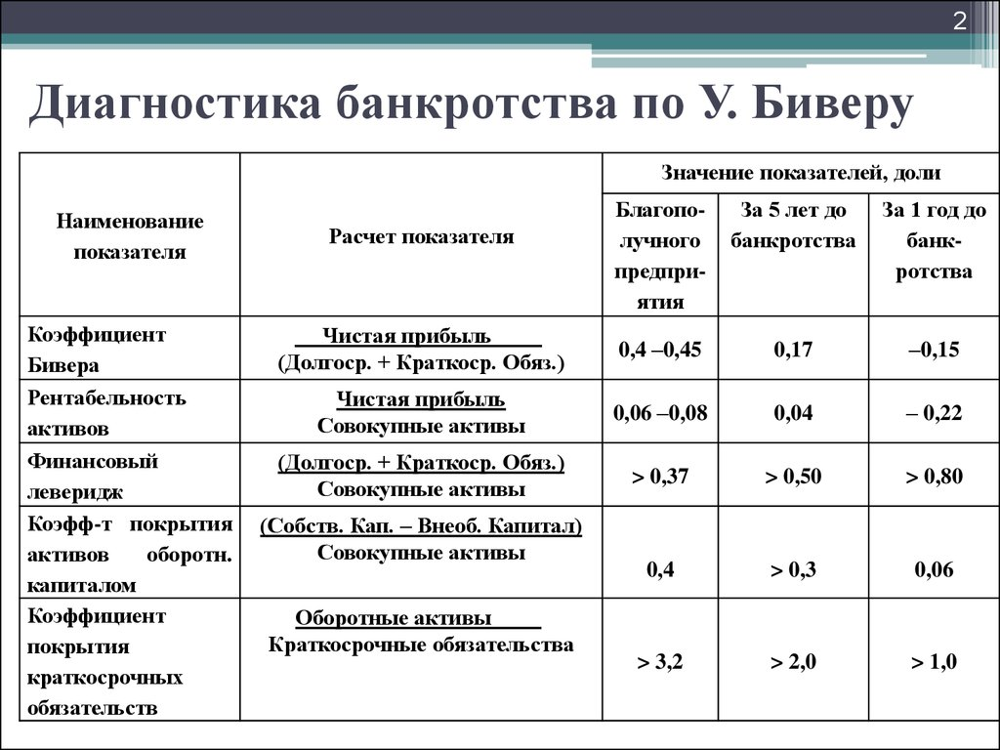 2
Диагностика банкротства по У. Биверу
Наименование
показателя
Расчет показателя
Значение показателей, доли
Благопо-
лучного
предпри-
ятия
За 5 лет до
банкротства
За 1 год до
банк-
ротства
Коэффициент
Бивера
Чистая прибыль
(Долгоср. + Краткоср. Обяз.)
0,4 –0,45
0,17
–0,15
Рентабельность
активов
Чистая прибыль
Совокупные активы
0,06 –0,08
0,04
– 0,22
Финансовый
леверидж
(Долгоср. + Краткоср. Обяз.)
Совокупные активы
> 0,37
> 0,50
> 0,80
Коэфф-т покрытия
активов оборотн.
капиталом
(Собств. Кап. – Внеоб. Капитал)
Совокупные активы
0,4
> 0,3
0,06
Коэффициент
покрытия
краткосрочных
обязательств
Оборотные активы
Краткосрочные обязательства
> 3,2
> 2,0
> 1,0